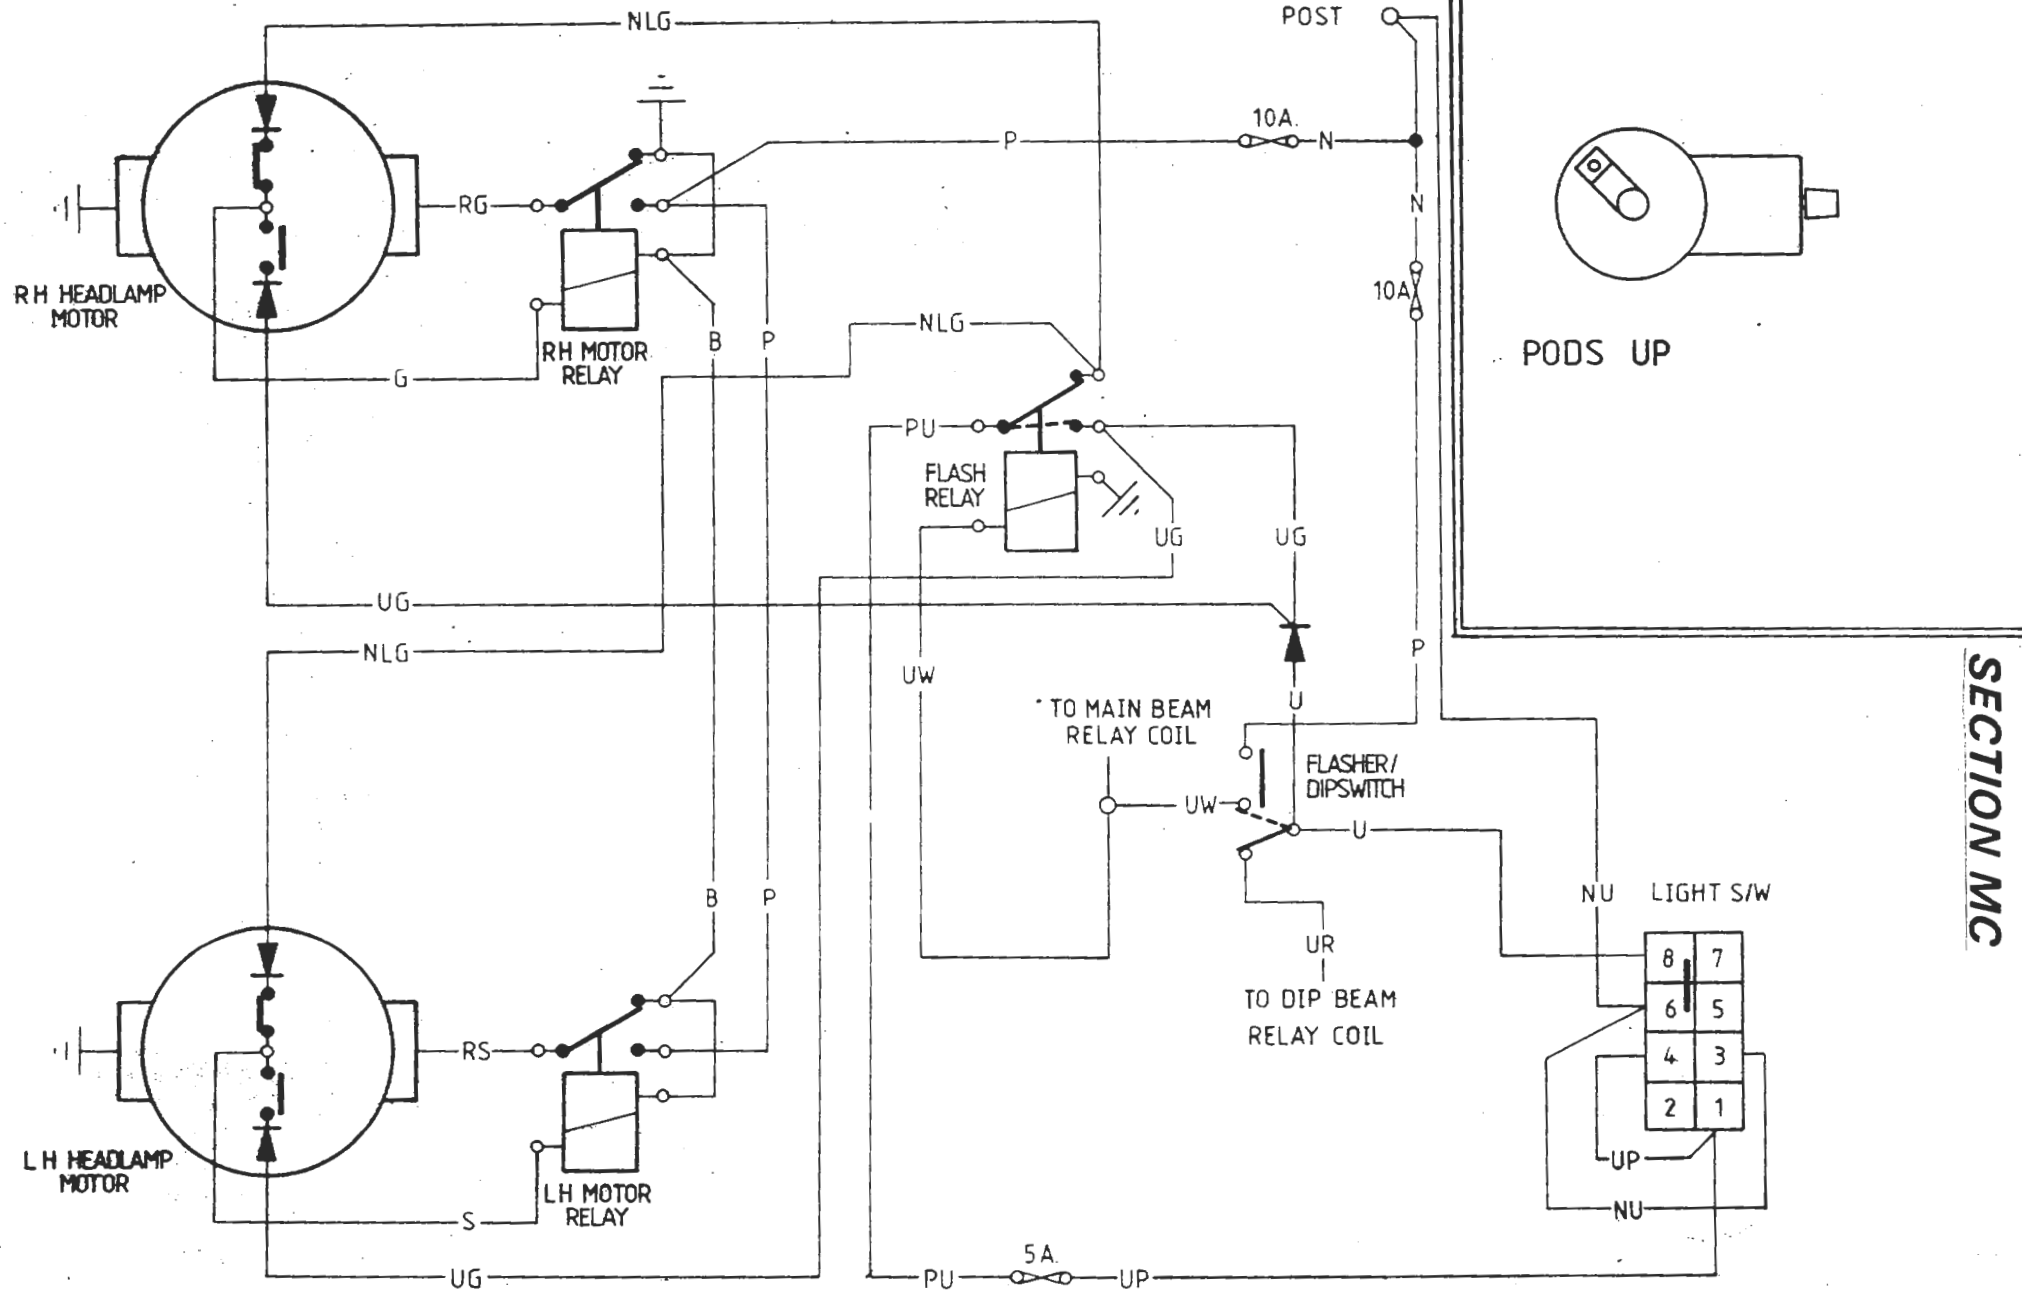 NLG
POST
10A.
P
N
RG
N
10A
RH HEADLAMP
MOTOR
NLG
B
P
RH MOTOR
RELAY
G
PODS UP
PU
FLASH
RELAY
UG
UG
UG
NLG
UW
P
U
TO MAIN BEAM
RELAY COIL
FLASHER/
DIPSWITCH
UW
U
SECTION MC
B
P
NU
LIGHT S/W
UR
8 7
TO DIP BEAM
RELAY COIL
6 5
RS
4 3
2 1
LH HEADLAMP
MOTOR
UP
LH MOTOR
RELAY
S
NU
5A.
UG
PU
UP